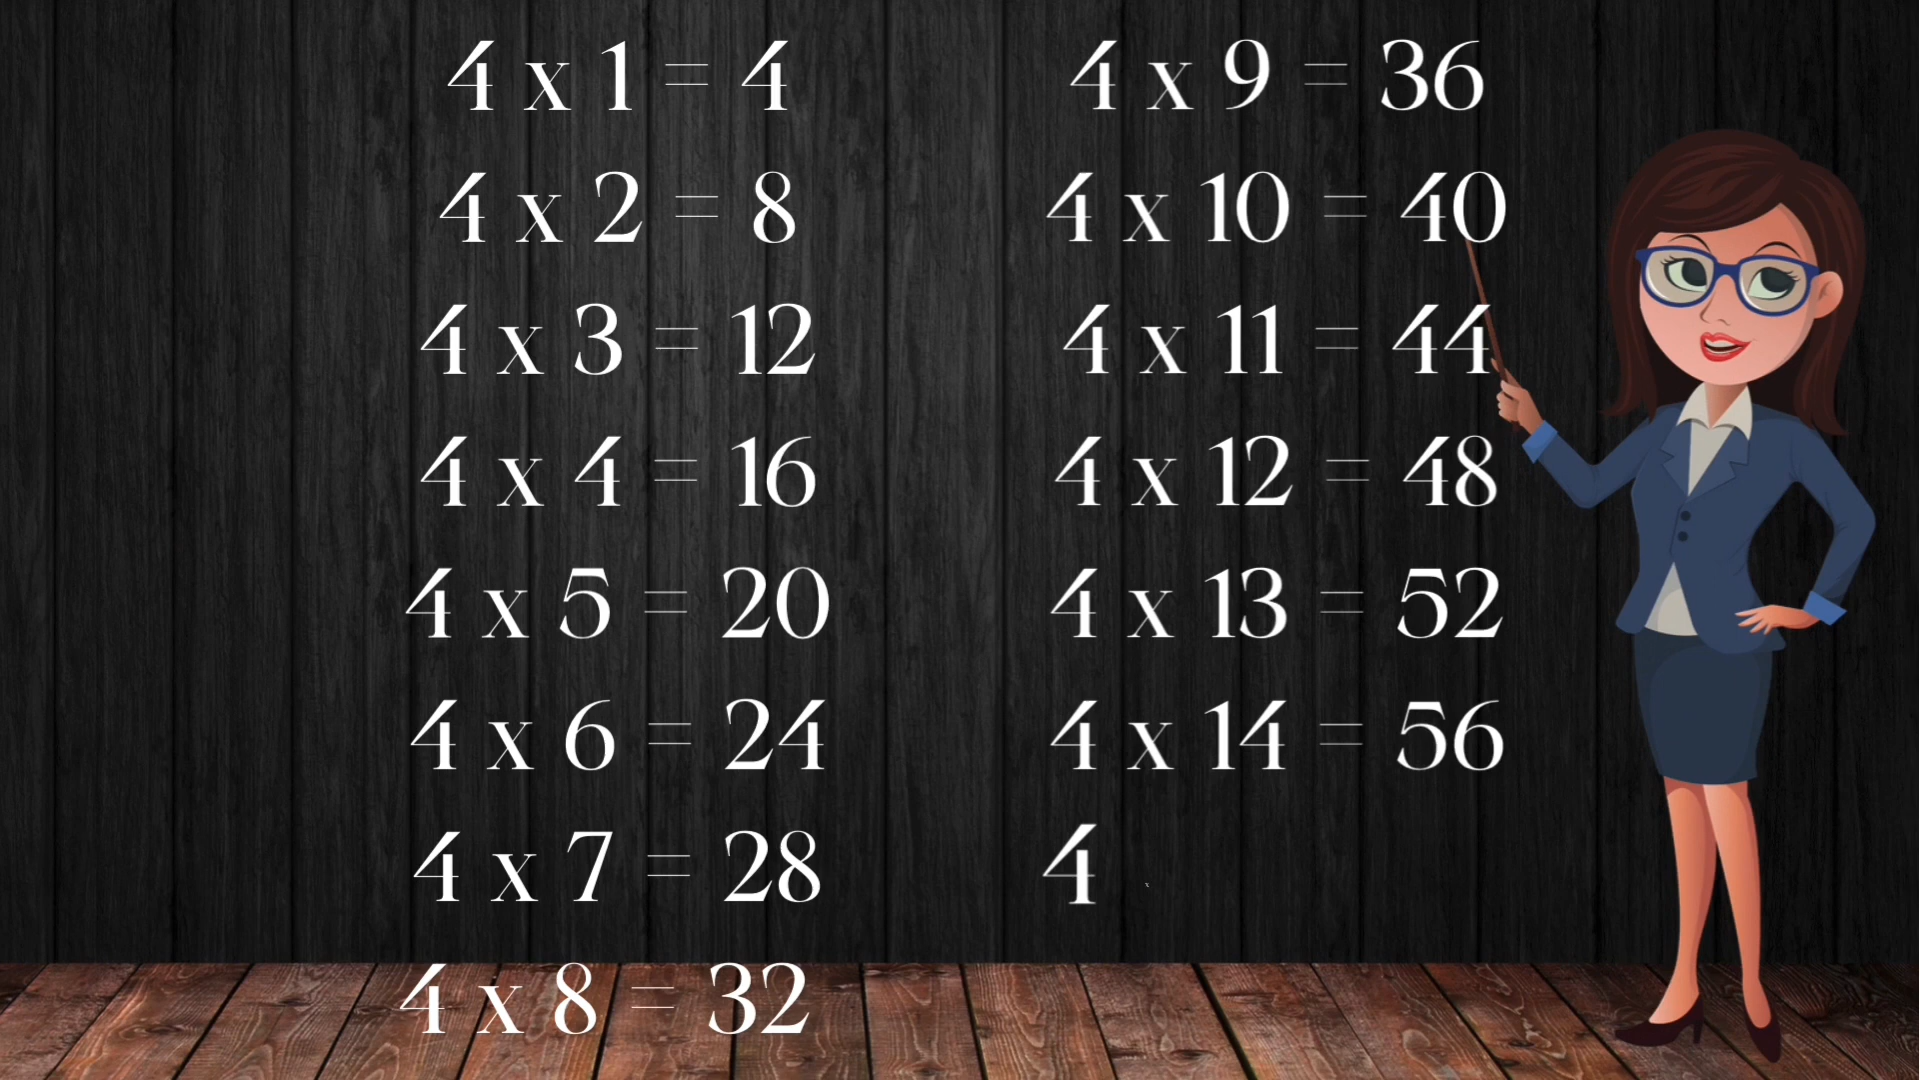 4 x 1 = 4
4 x 2 = 8
4 x 3 = 12
4 x 4 = 16
4 x 5 = 20
4 x 6 = 24
4 x 7 = 28
4 x 8 = 32
4 x 9 = 36
4 x 10 = 40
4 x 11 = 44
4 x 12 = 48
4 x 13 = 52
4 x 14 = 56
4 x